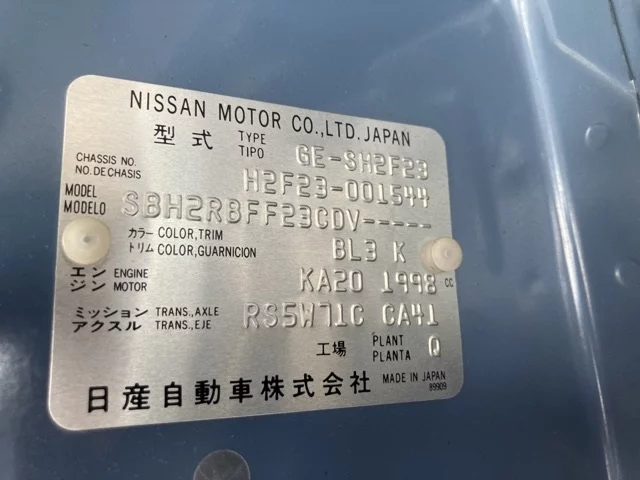 NISSAN MOTOR CO.,LTD. JAPAN
型式 TYPE TIPO GE-SH2F23
CHASSIS NO. NO. DE CHASIS H2F23-001544
MODEL MODELO SBH2RBFF23CDV-----
カラー COLOR,TRIM トリム COLOR,GUARNICION BL3 K
エンジン ENGINE MOTOR KA20 1998 cc
ミッション TRANS.,AXLE アクスル TRANS.,EJE RS5W71C CA41
工場 PLANT PLANTA Q
日産自動車株式会社 MADE IN JAPAN
89909